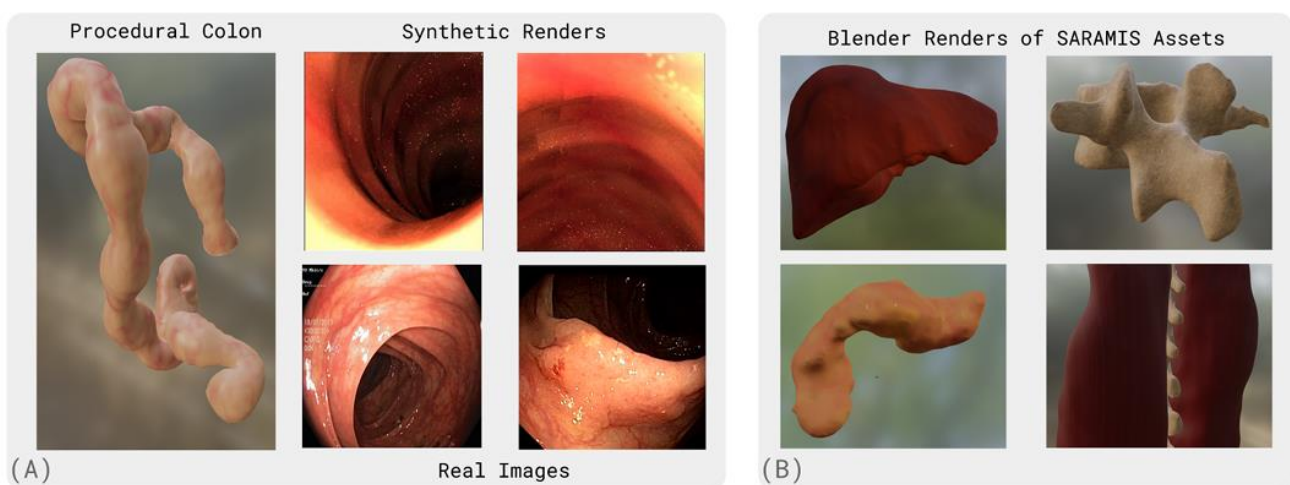 Procedural Colon
Synthetic Renders
Real Images
(A)
Blender Renders of SARAMIS Assets
(B)